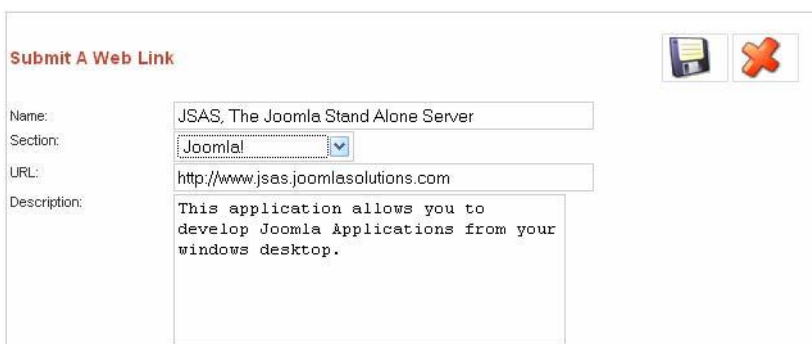 Submit A Web Link
Name:
JSAS, The Joomla Stand Alone Server
Section:
Joomla!
URL:
http://www.jsas.joomlasolutions.com
Description:
This application allows you to
develop Joomla Applications from your
windows desktop.